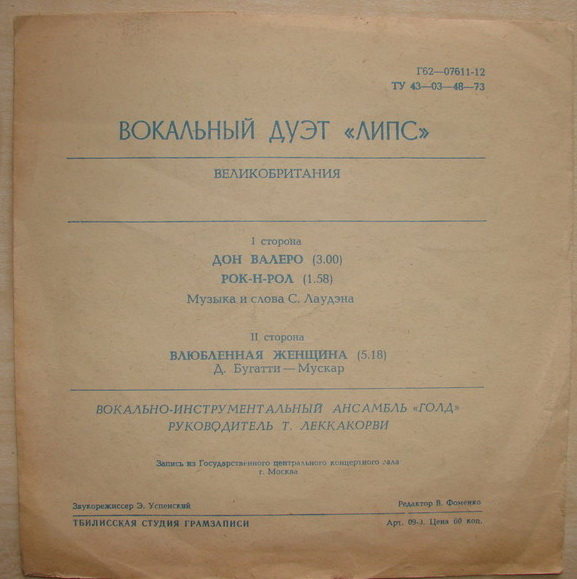 Г62—07611-12
ТУ 43—03—48—73
ВОКАЛЬНЫЙ ДУЭТ «ЛИПС»
ВЕЛИКОБРИТАНИЯ
I сторона
ДОН ВАЛЕРО (3.00)
РОК-Н-РОЛ (1.58)
Музыка и слова С. Лаудэна
II сторона
ВЛЮБЛЕННАЯ ЖЕНЩИНА (5.18)
Д. Бугатти — Мускар
ВОКАЛЬНО-ИНСТРУМЕНТАЛЬНЫЙ АНСАМБЛЬ «ГОЛД»
РУКОВОДИТЕЛЬ Т. ЛЕККАКОРВИ
Запись из Государственного центрального концертного зала
г. Москва
Звукорежиссер Э. Успенский
Редактор В. Фоменко
ТБИЛИССКАЯ СТУДИЯ ГРАМЗАПИСИ
Арт. 09-3. Цена 60 коп.